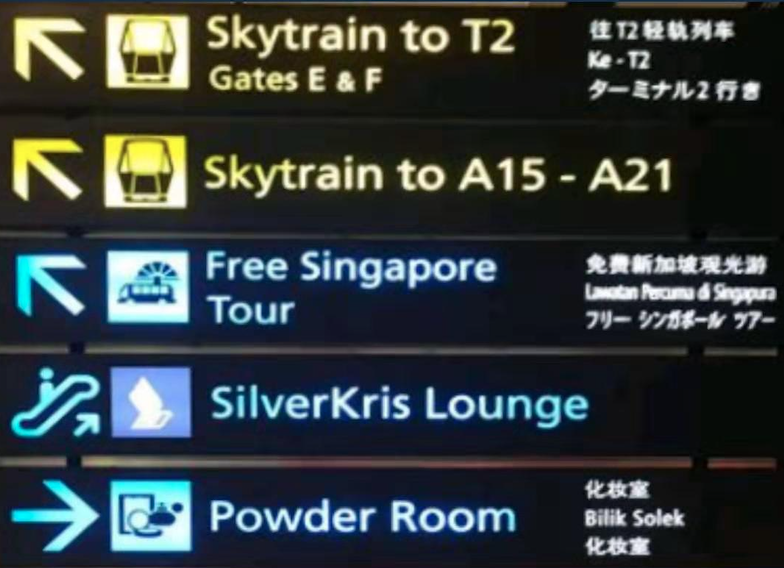 Skytrain to T2
Gates E & F
往 T2 轻轨列车
Ke - T2
ターミナル2 行き
Skytrain to A15 - A21
Free Singapore
Tour
免费新加坡观光游
Lawatan Percuma di Singapura
フリー シンガポール ツアー
SilverKris Lounge
Powder Room
化妆室
Bilik Solek
化妆室